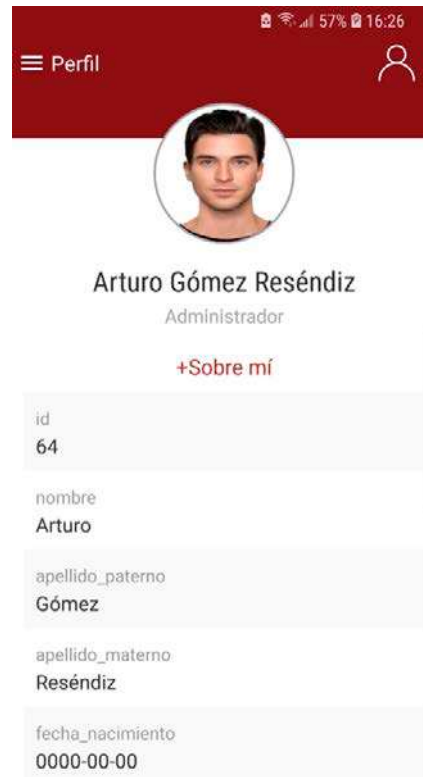 57% 16:26
Perfil
Arturo Gómez Reséndiz
Administrador
+Sobre mí
id
64
nombre
Arturo
apellido_paterno
Gómez
apellido_materno
Reséndiz
fecha_nacimiento
0000-00-00